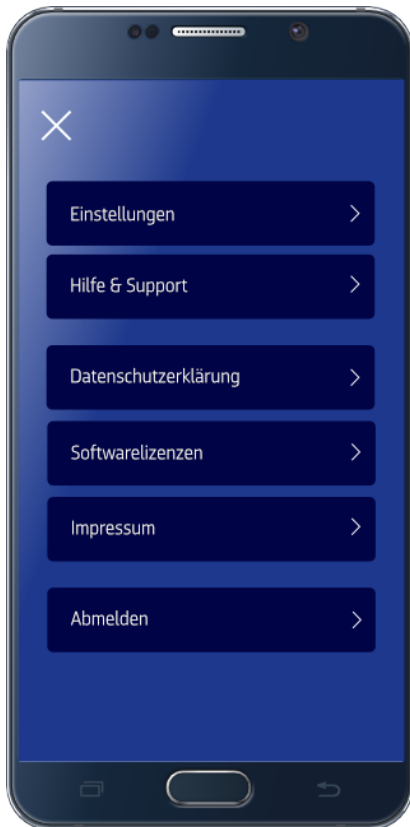 Einstellungen
Hilfe & Support
Datenschutzerklärung
Softwarelizenzen
Impressum
Abmelden